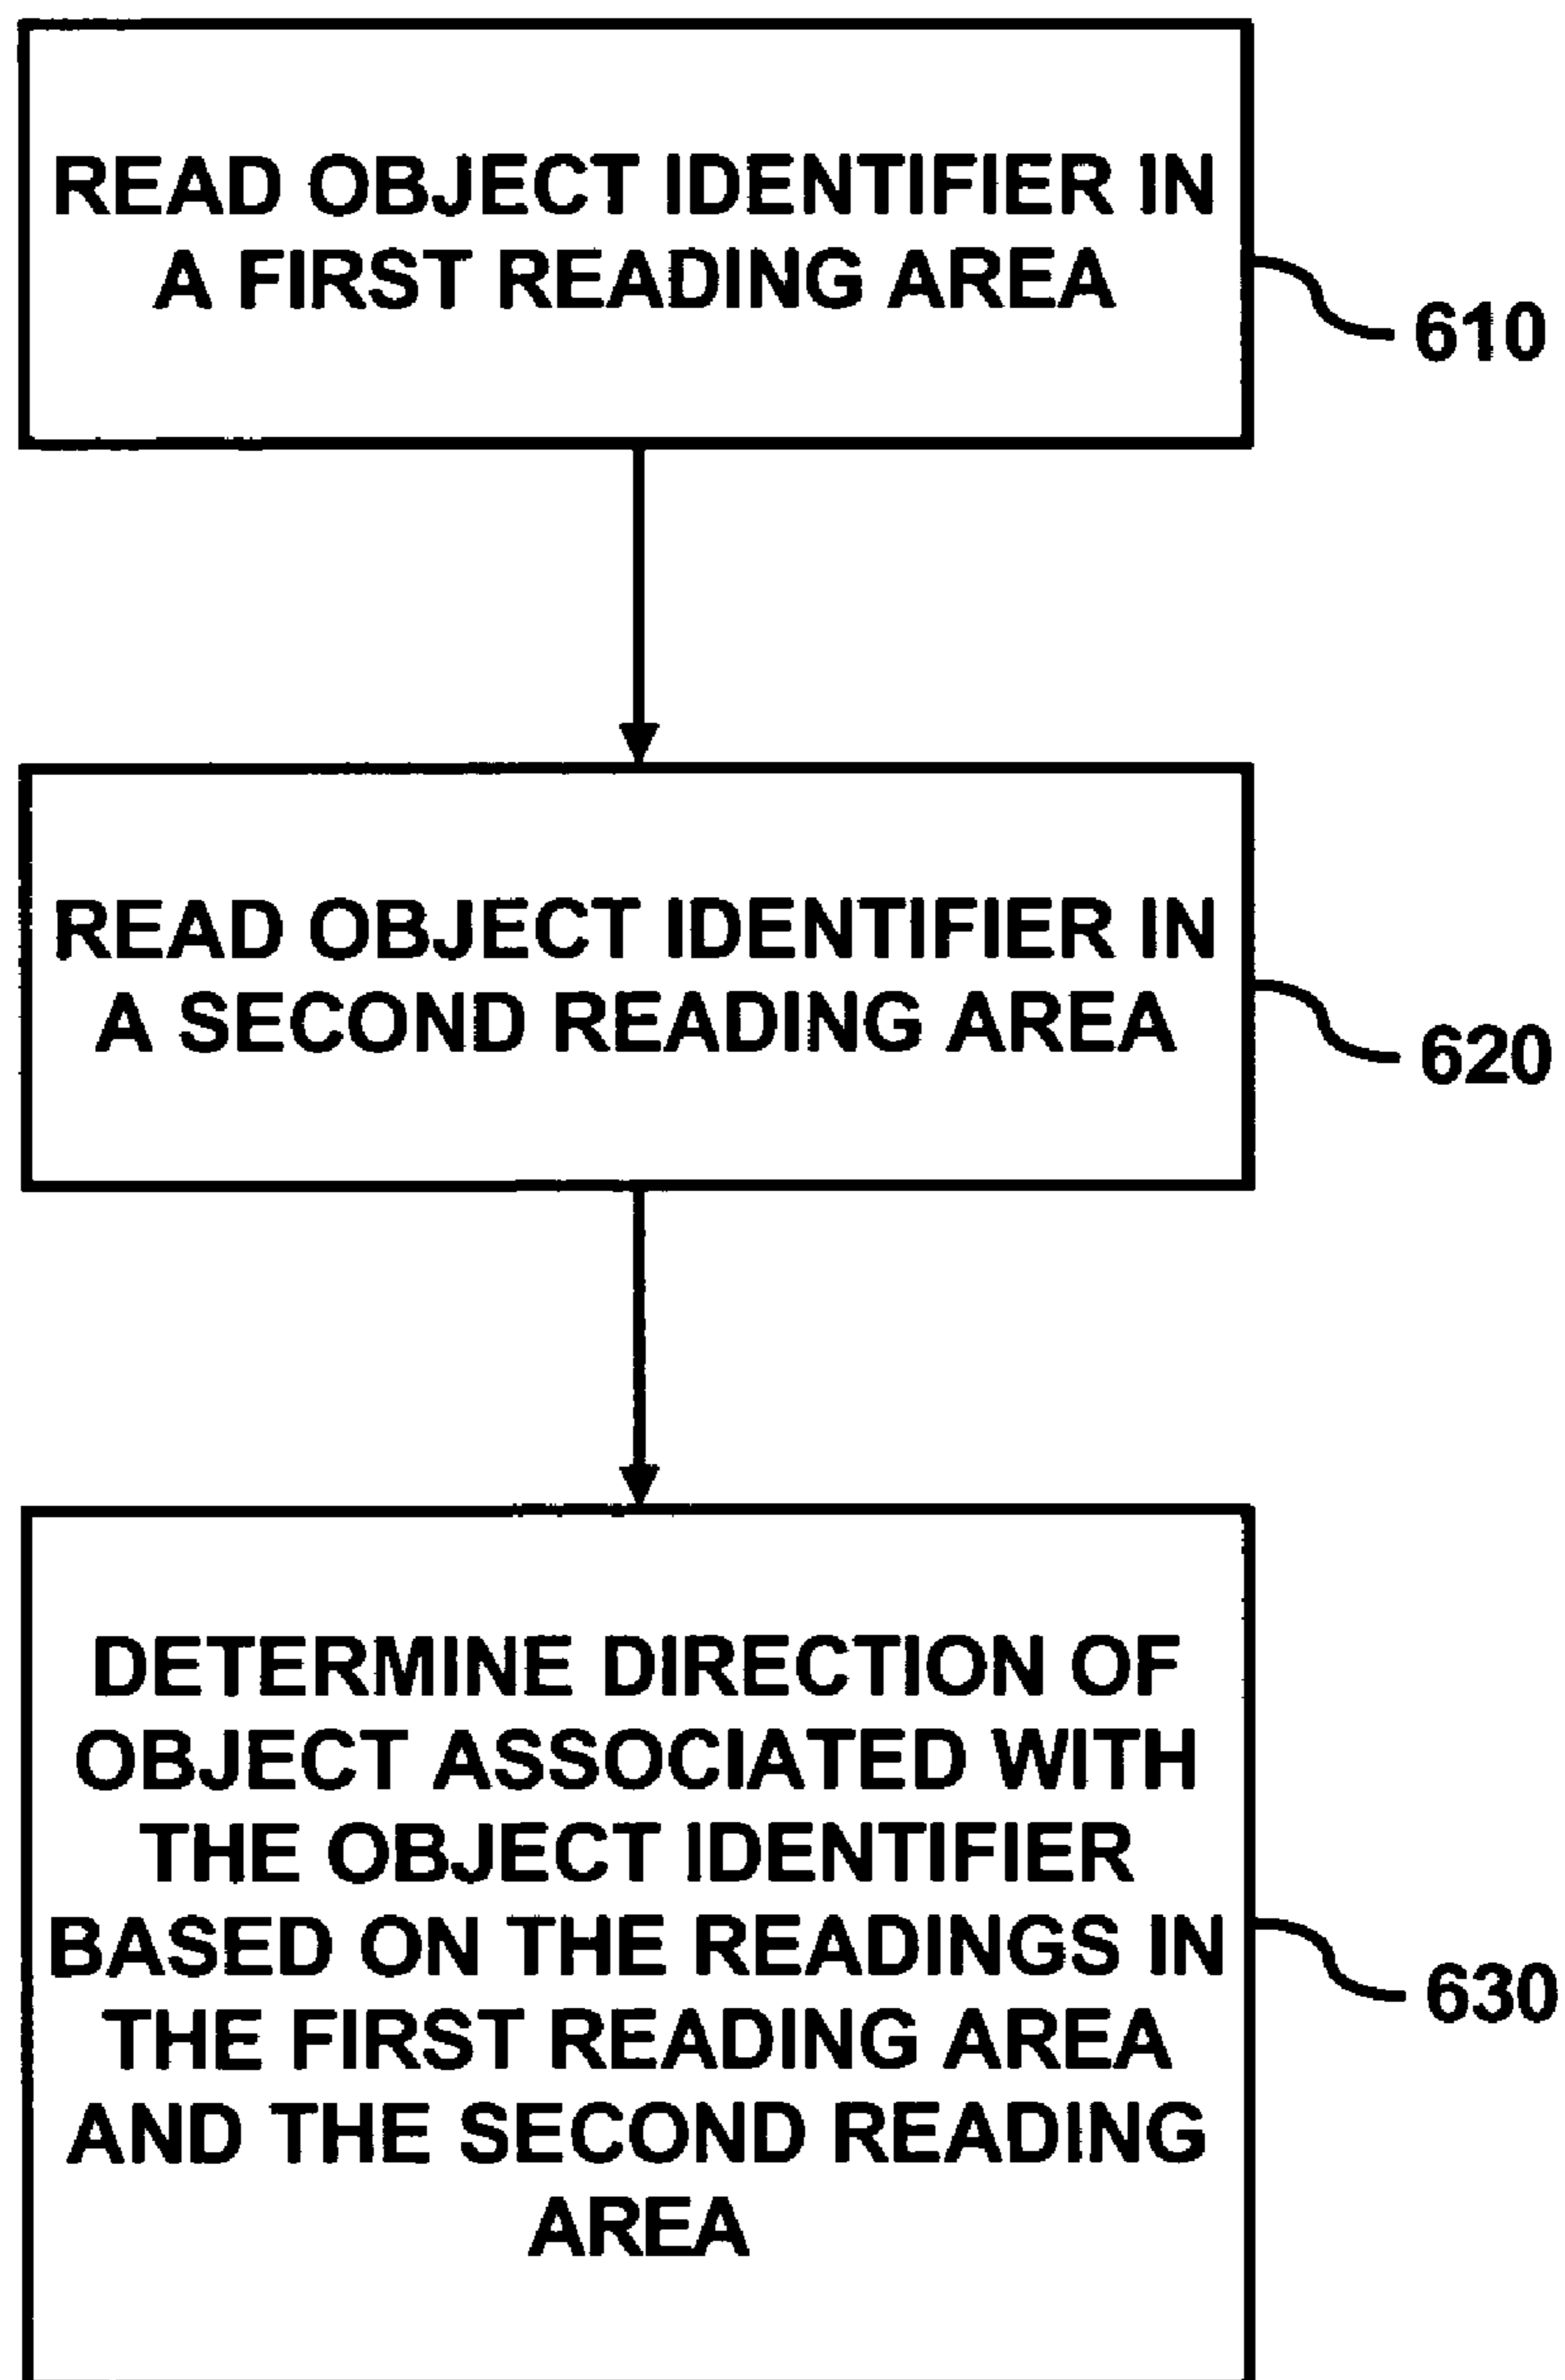 READ OBJECT IDENTIFIER IN
A FIRST READING AREA
610
READ OBJECT IDENTIFIER IN
A SECOND READING AREA
620
DETERMINE DIRECTION OF
OBJECT ASSOCIATED WITH
THE OBJECT IDENTIFIER
BASED ON THE READINGS IN
THE FIRST READING AREA
AND THE SECOND READING
AREA
630